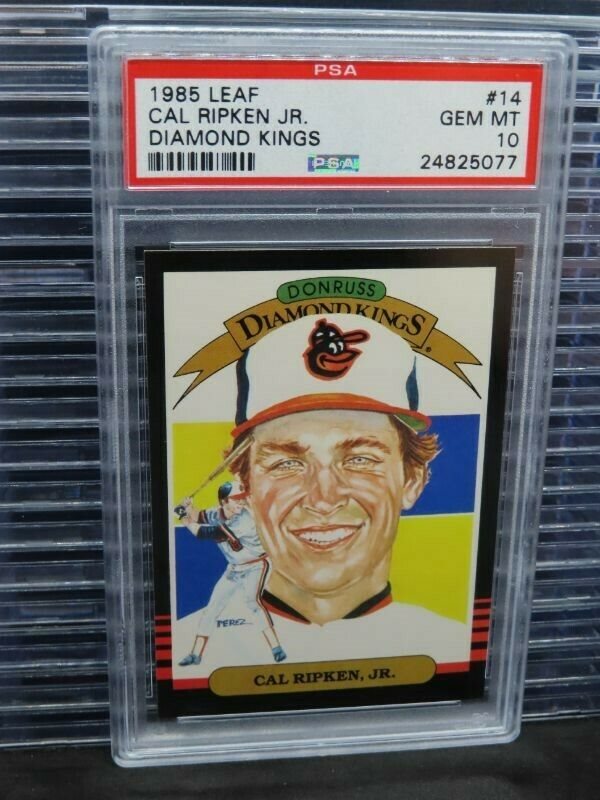 PSA
1985 LEAF #14
CAL RIPKEN JR. GEM MT
DIAMOND KINGS 10
PSA 24825077
DONRUSS
DIAMOND KINGS
PEREZ
CAL RIPKEN, JR.